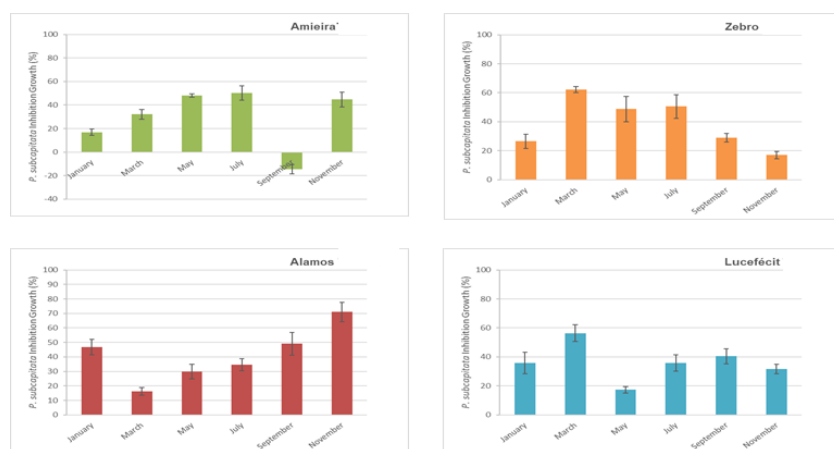 Amieira
P. subcapitata Inhibition Growth (%)
100
80
60
40
20
0
-20
-40
January
March
May
July
September
November
Zebro
P. subcapitata Inhibition Growth (%)
100
80
60
40
20
0
January
March
May
July
September
November
Alamos
P. subcapitata Inhibition Growth (%)
100
90
80
70
60
50
40
30
20
10
0
January
March
May
July
September
November
Lucefécit
P. subcapitata Inhibition Growth (%)
100
80
60
40
20
0
January
March
May
July
September
November